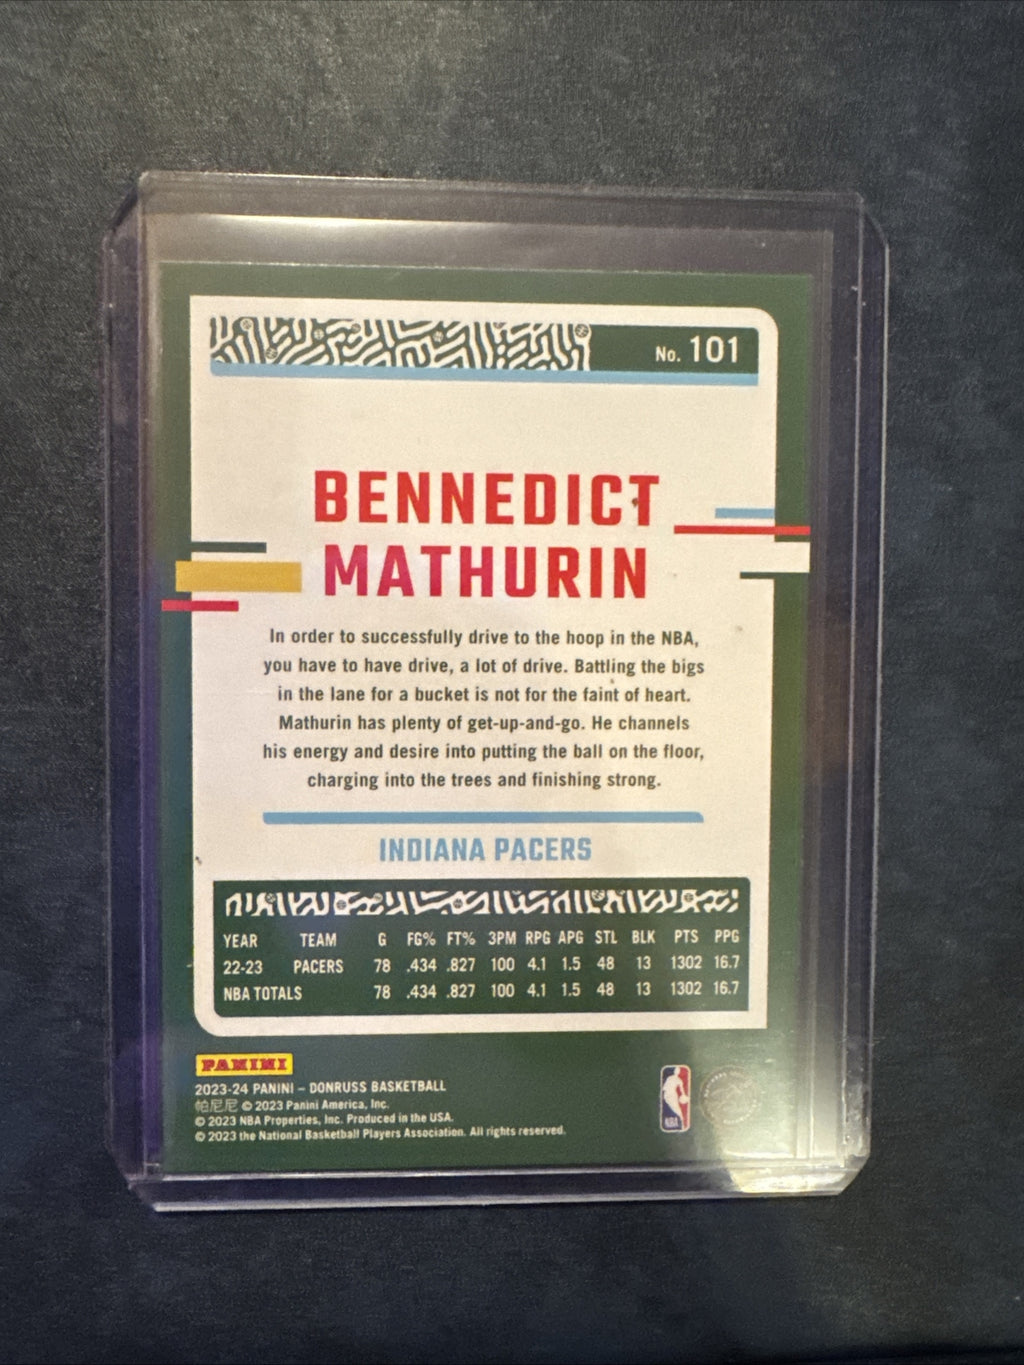 No. 101
BENNEDICT
MATHURIN
In order to successfully drive to the hoop in the NBA,
you have to have drive, a lot of drive. Battling the bigs
in the lane for a bucket is not for the faint of heart.
Mathurin has plenty of get-up-and-go. He channels
his energy and desire into putting the ball on the floor,
charging into the trees and finishing strong.
INDIANA PACERS
YEAR TEAM G FG% FT% 3PM RPG APG STL BLK PTS PPG
22-23 PACERS 78 .434 .827 100 4.1 1.5 48 13 1302 16.7
NBA TOTALS 78 .434 .827 100 4.1 1.5 48 13 1302 16.7
PANINI
2023-24 PANINI – DONRUSS BASKETBALL
帕尼尼 © 2023 Panini America, Inc.
© 2023 NBA Properties, Inc. Produced in the USA.
© 2023 the National Basketball Players Association. All rights reserved.
NBA